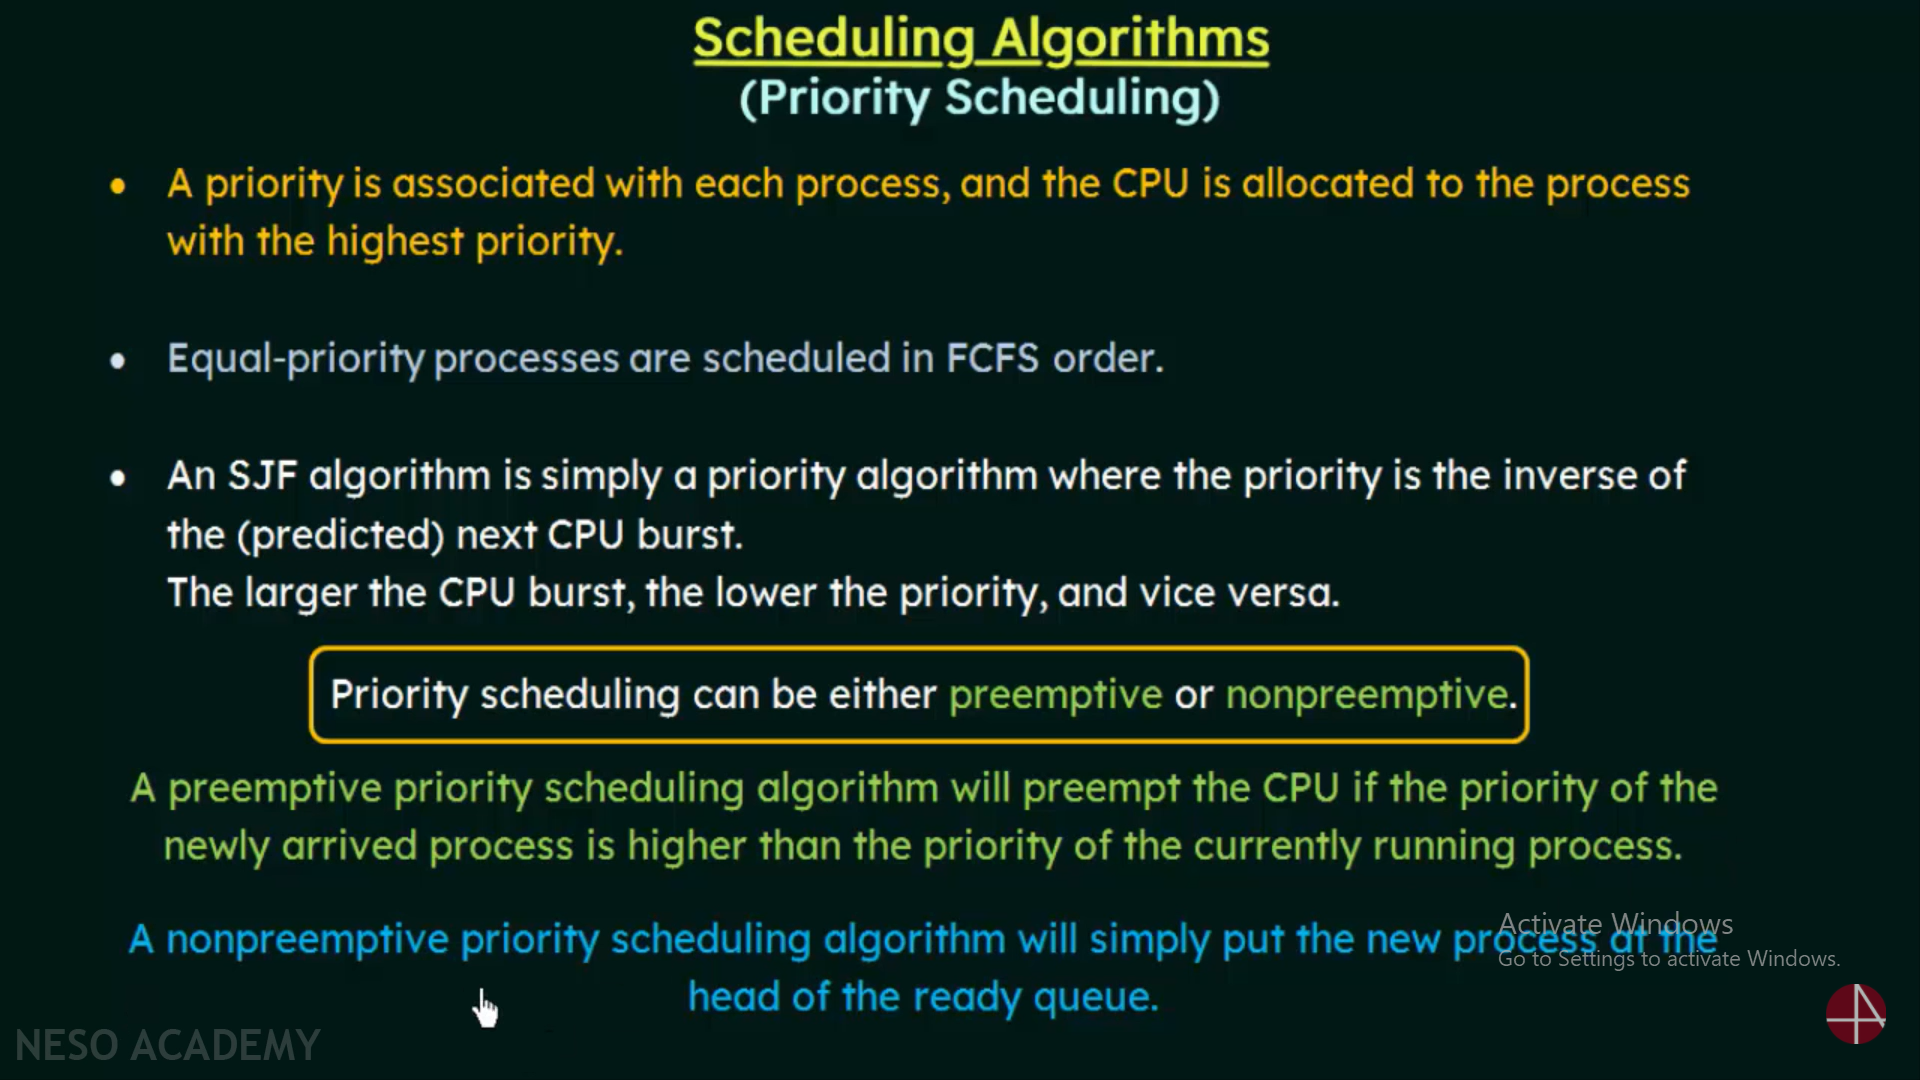 Scheduling Algorithms
(Priority Scheduling)
• A priority is associated with each process, and the CPU is allocated to the process
with the highest priority.
• Equal-priority processes are scheduled in FCFS order.
• An SJF algorithm is simply a priority algorithm where the priority is the inverse of
the (predicted) next CPU burst.
The larger the CPU burst, the lower the priority, and vice versa.
Priority scheduling can be either preemptive or nonpreemptive.
A preemptive priority scheduling algorithm will preempt the CPU if the priority of the
newly arrived process is higher than the priority of the currently running process.
A nonpreemptive priority scheduling algorithm will simply put the new process at the
head of the ready queue.
Activate Windows
Go to Settings to activate Windows.
NESO ACADEMY